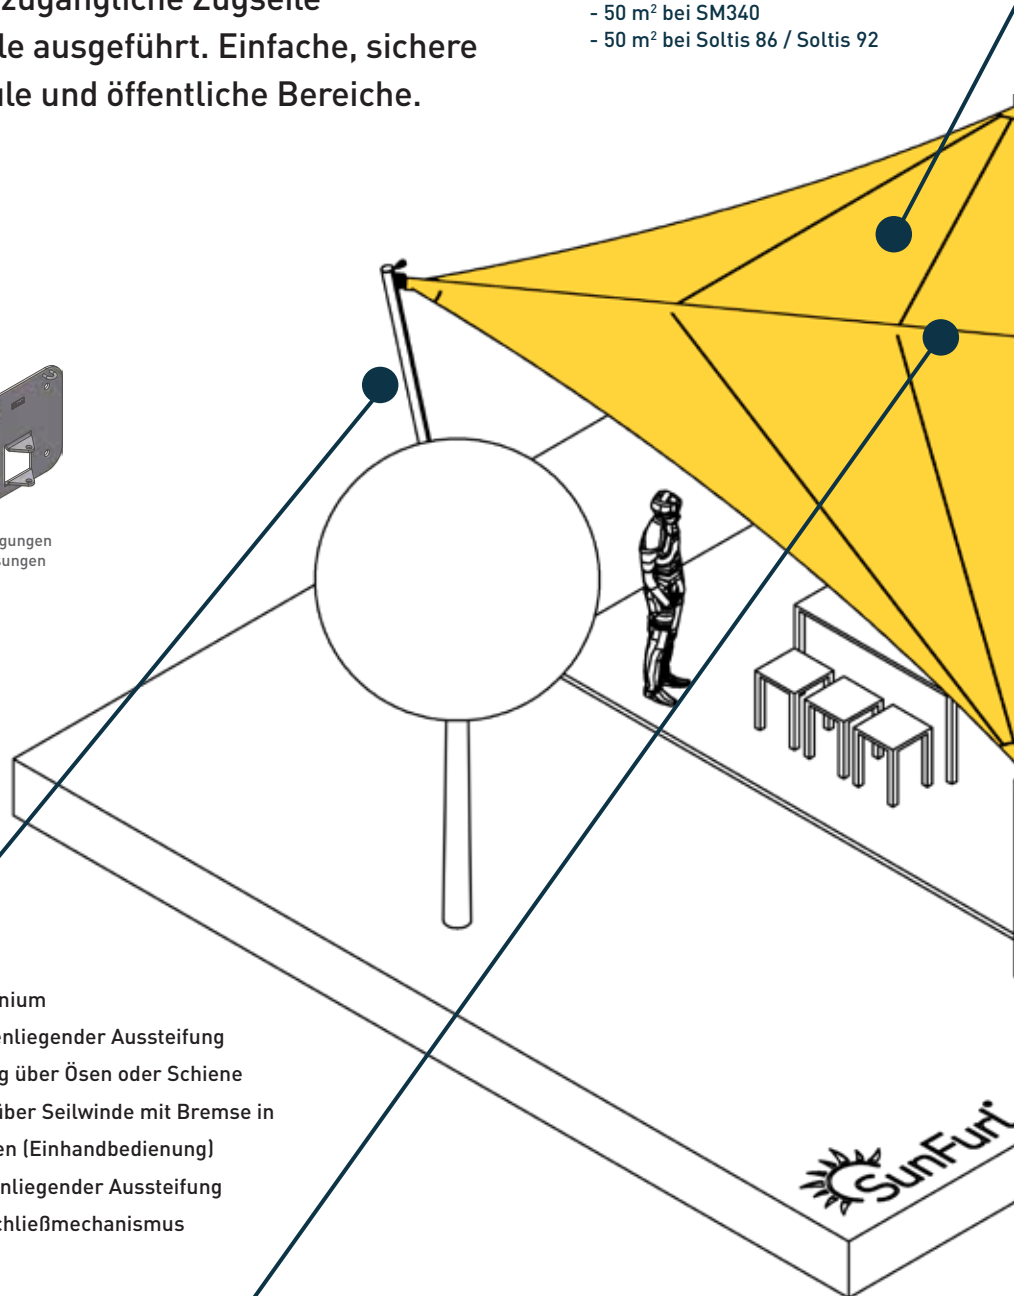 zugängliche Zugseile
le ausgeführt. Einfache, sichere
ule und öffentliche Bereiche.
- 50 m² bei SM340
- 50 m² bei Soltis 86 / Soltis 92
gungen
sungen
nium
enliegender Aussteifung
g über Ösen oder Schiene
über Seilwinde mit Bremse in
en (Einhandbedienung)
nliegender Aussteifung
chließmechanismus
SunFurl